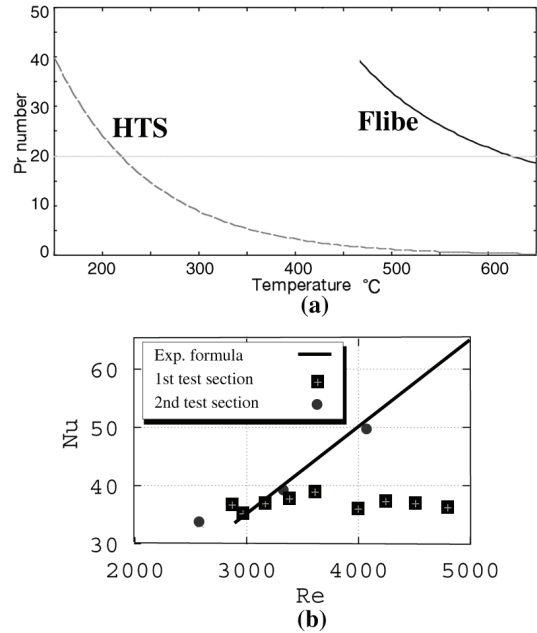 50
40
30
20
10
0
Pr number
HTS
Flibe
200
300
400
500
600
Temperature °C
(a)
Exp. formula
1st test section
2nd test section
60
50
40
30
Nu
2000
3000
4000
5000
Re
(b)